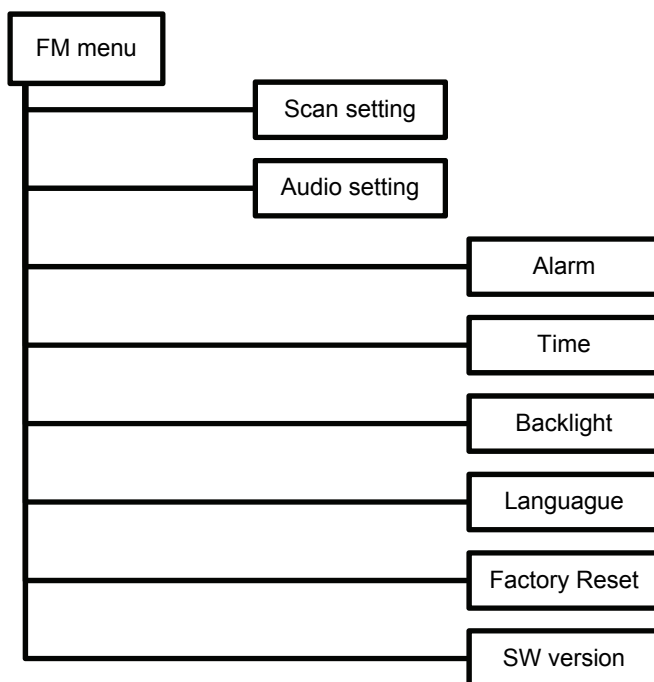 FM menu
Scan setting
Audio setting
Alarm
Time
Backlight
Languague
Factory Reset
SW version